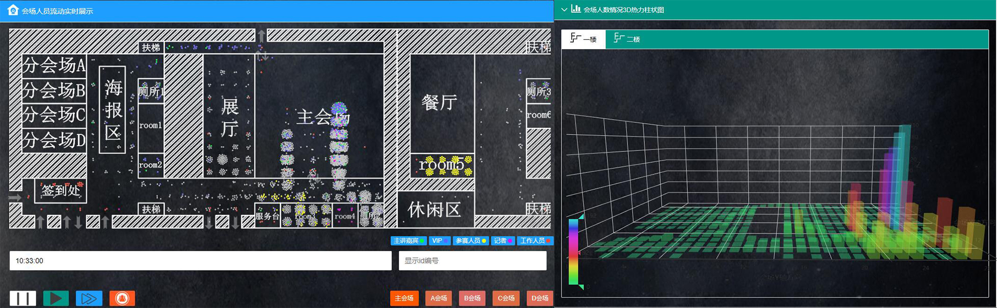 会场人员流动实时展示
扶梯
分会场A
分会场B
分会场C
分会场D
海报区
厕所1
room1
room2
签到处
扶梯
展厅
主会场
服务台
room3
room4
厕所2
餐厅
room5
休闲区
扶梯
厕所3
room6
扶梯
主讲嘉宾
VIP
参赛人员
记者
工作人员
10:33:00
显示id编号
主会场
A会场
B会场
C会场
D会场
会场人数情况3D热力柱状图
一楼
二楼
192
0
12
20
24